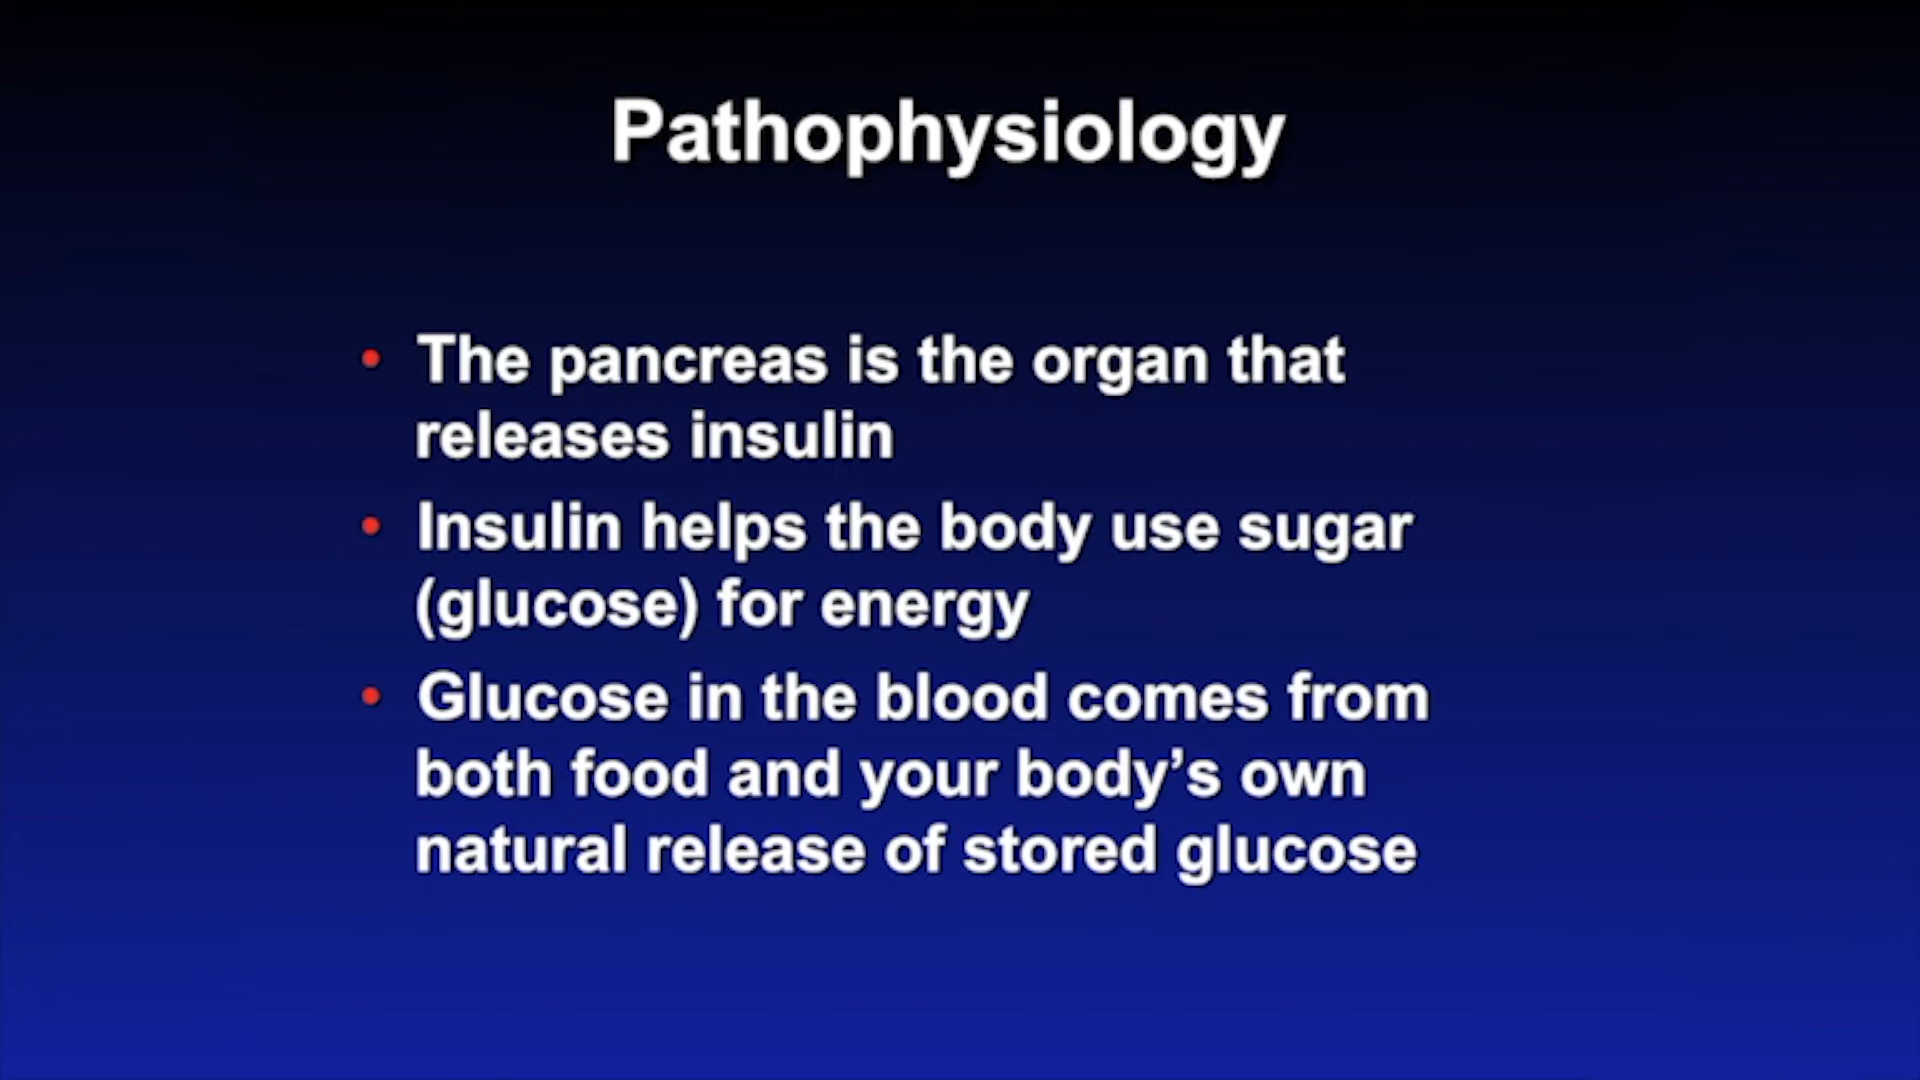 Pathophysiology
• The pancreas is the organ that
releases insulin
• Insulin helps the body use sugar
(glucose) for energy
• Glucose in the blood comes from
both food and your body’s own
natural release of stored glucose